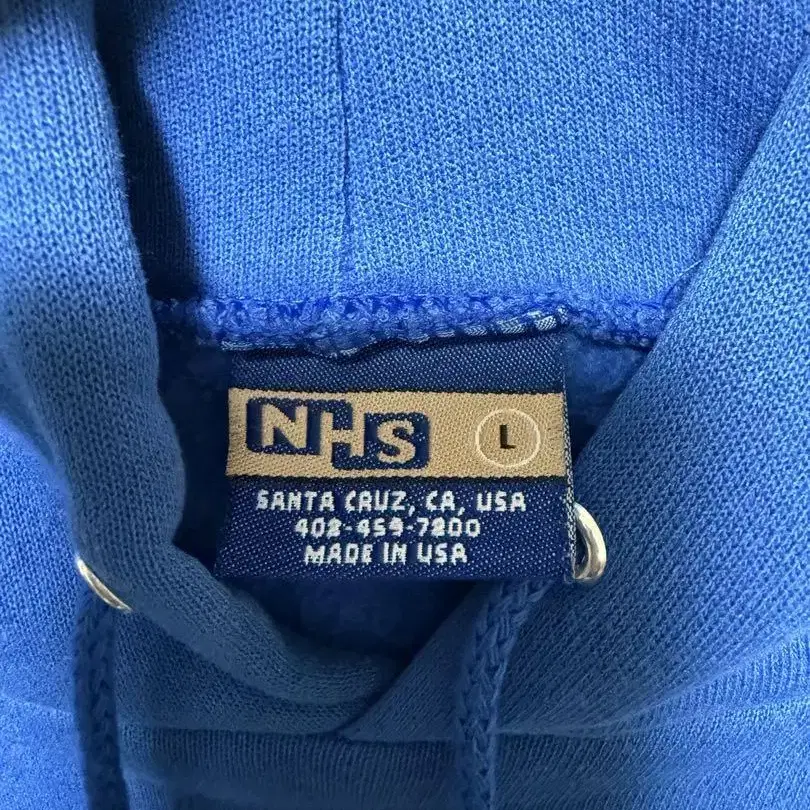 NHS L
SANTA CRUZ, CA, USA
408-459-7800
MADE IN USA